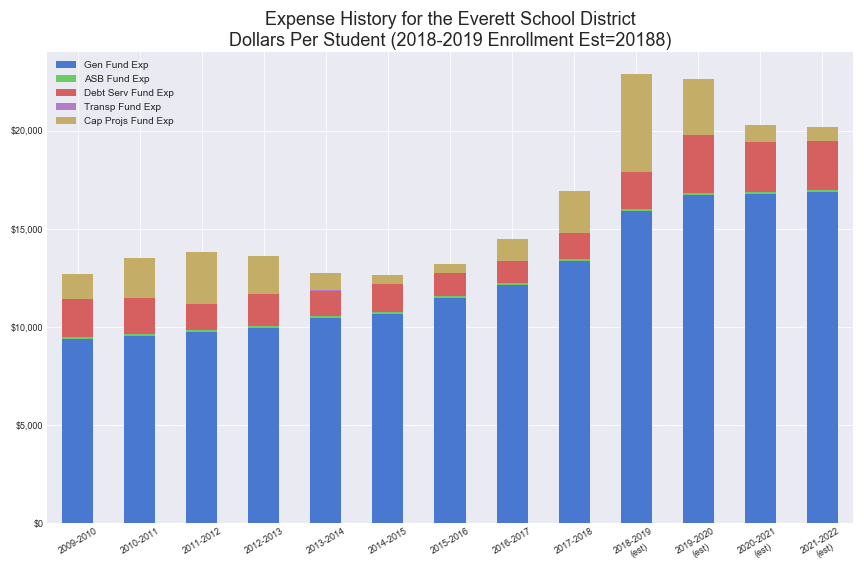 Expense History for the Everett School District
Dollars Per Student (2018-2019 Enrollment Est=20188)
Gen Fund Exp
ASB Fund Exp
Debt Serv Fund Exp
Transp Fund Exp
Cap Projs Fund Exp
$20,000
$15,000
$10,000
$5,000
$0
2009-2010
2010-2011
2011-2012
2012-2013
2013-2014
2014-2015
2015-2016
2016-2017
2017-2018
2018-2019
(est)
2019-2020
(est)
2020-2021
(est)
2021-2022
(est)